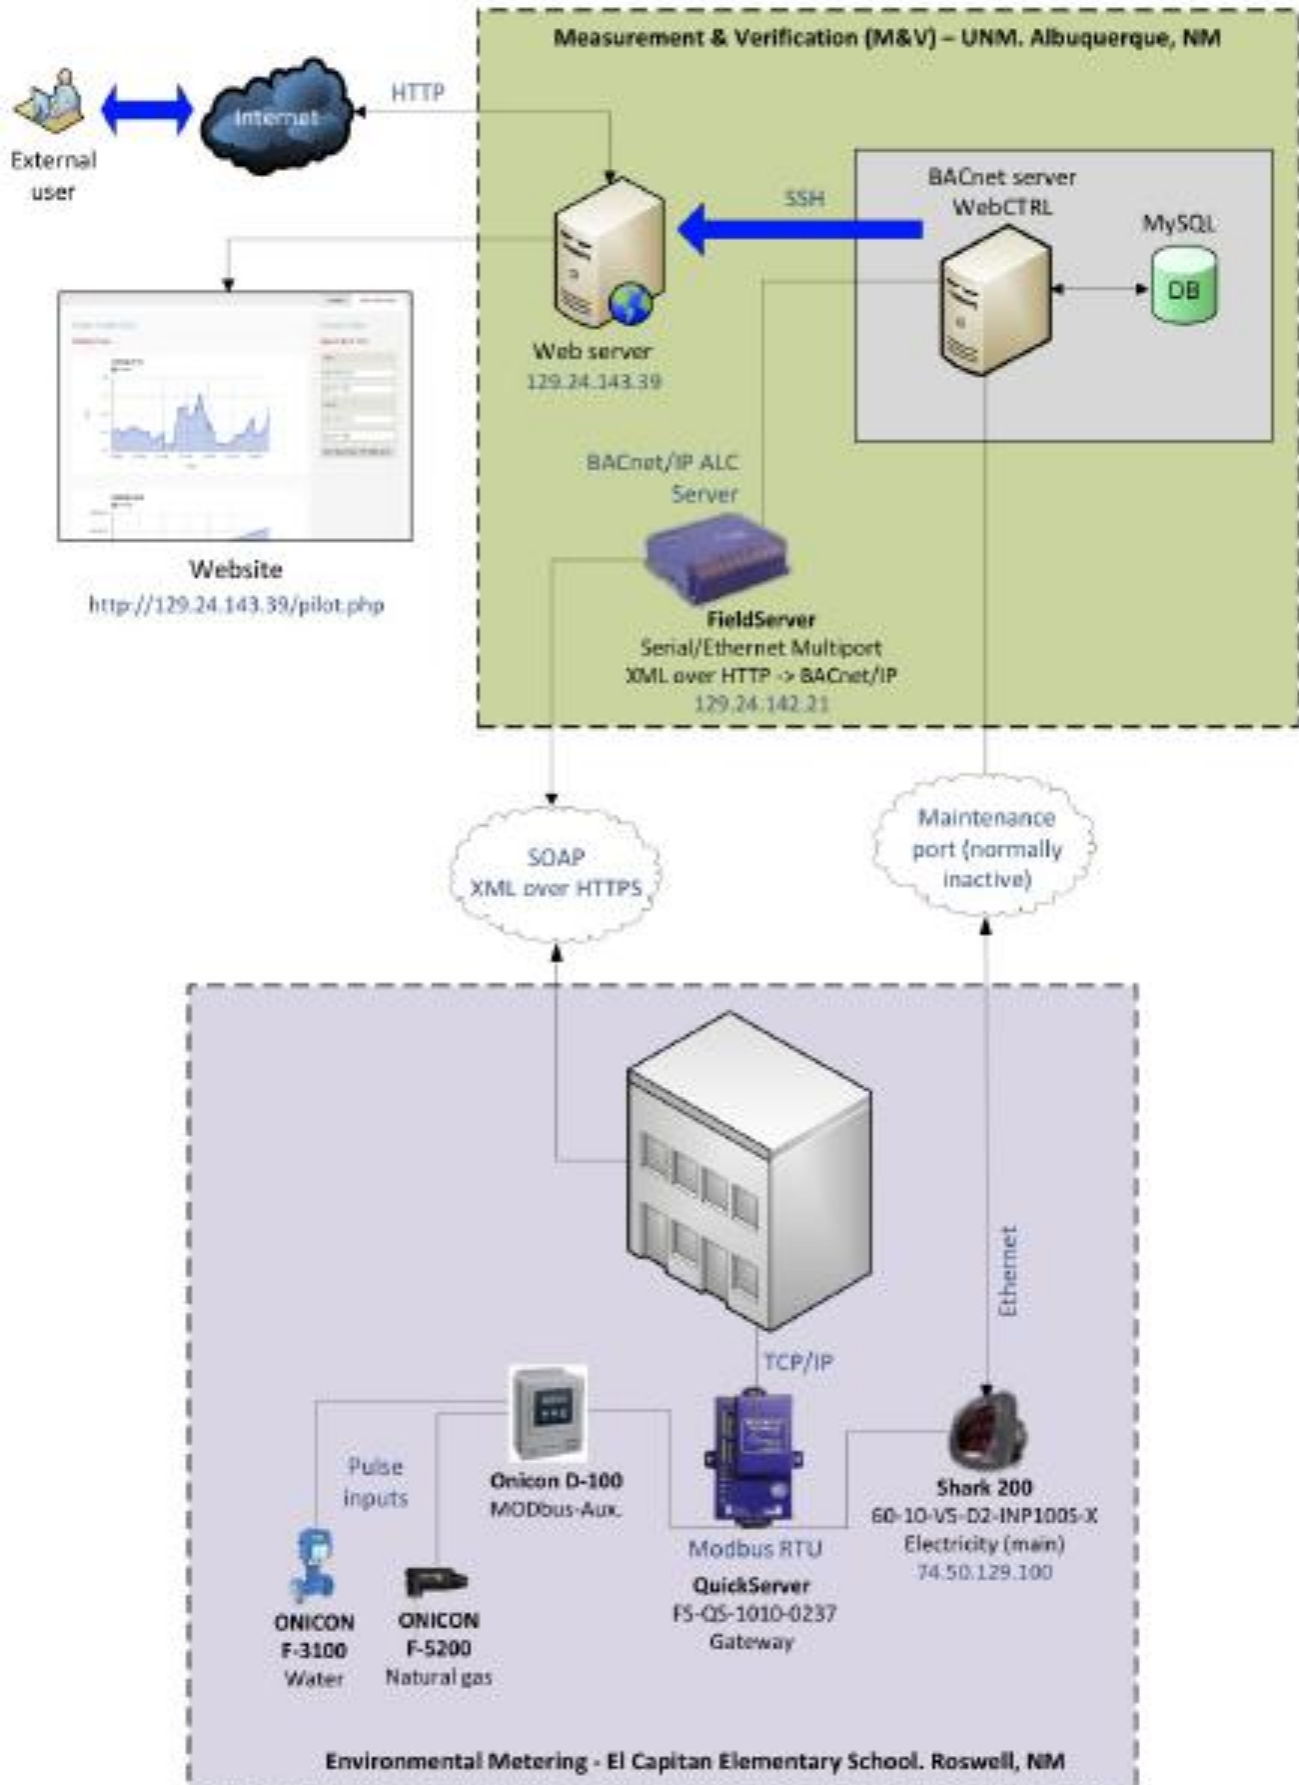 Measurement & Verification (M&V) – UNM. Albuquerque, NM
HTTP
Internet
External
user
BACnet server
WebCTRL
SSH
MySQL
DB
Web server
129.24.143.39
BACnet/IP ALC
Server
Website
http://129.24.143.39/pilot.php
FieldServer
Serial/Ethernet Multiport
XML over HTTP -> BACnet/IP
129.24.142.21
SOAP
XML over HTTPS
Maintenance
port (normally
inactive)
Ethernet
TCP/IP
Pulse
inputs
Onicon D-100
MODbus-Aux.
Shark 200
60-10-V5-D2-INP100S-X
Electricity (main)
74.50.129.100
Modbus RTU
QuickServer
FS-QS-1010-0237
Gateway
ONICON
F-3100
Water
ONICON
F-5200
Natural gas
Environmental Metering - El Capitan Elementary School. Roswell, NM